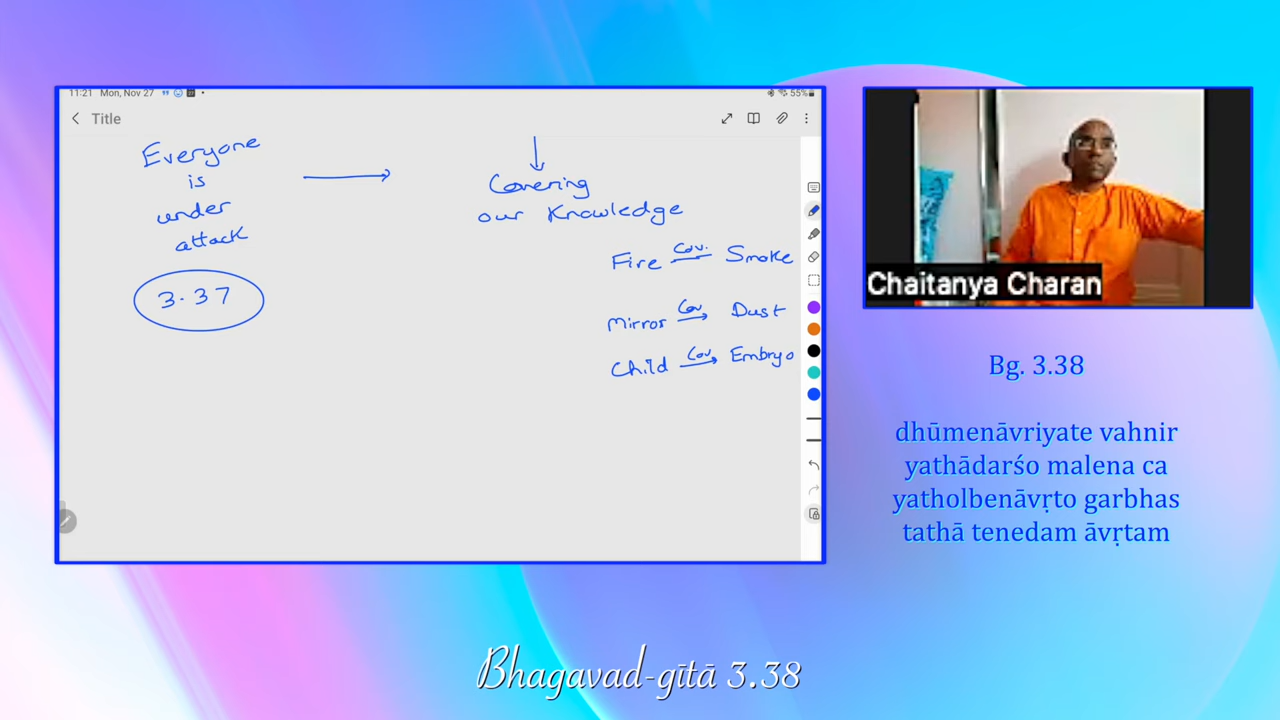 11:21 Mon, Nov 27
55%
Title
Everyone
is
under
attack
3.37
Covering
our Knowledge
Fire Cov. Smoke
Mirror Cov Dust
Child Cov Embryo
Chaitanya Charan
Bg. 3.38
dhūmenāvriyate vahnir
yathādarśo malena ca
yatholbenāvṛto garbhas
tathā tenedam āvṛtam
Bhagavad-gītā 3.38